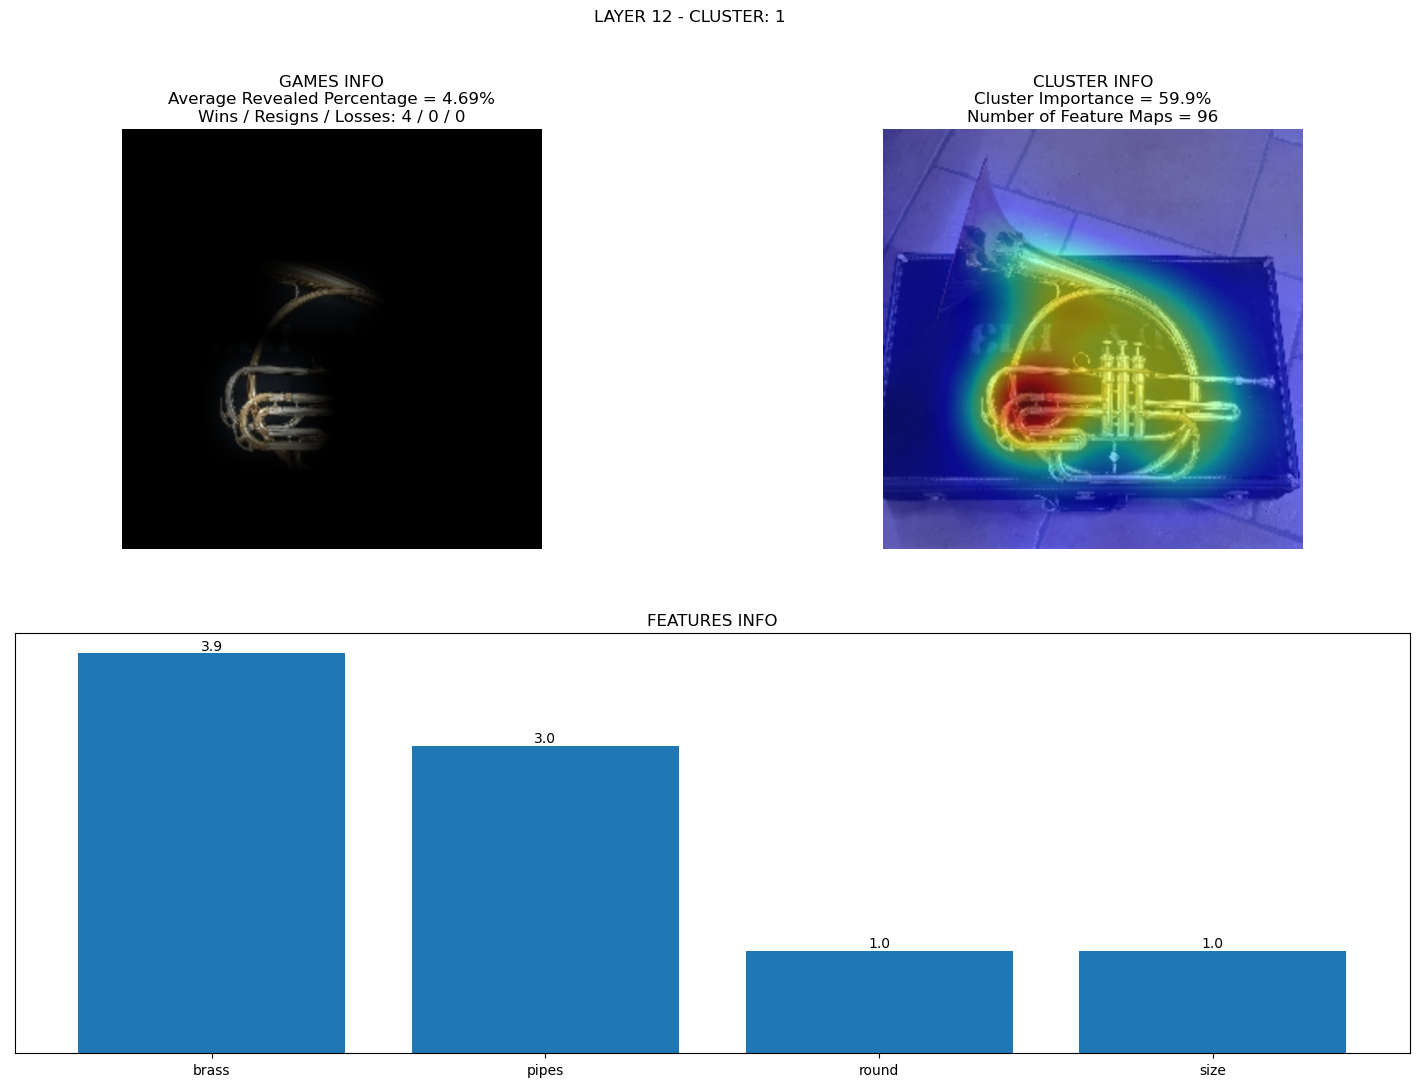 LAYER 12 - CLUSTER: 1
GAMES INFO
Average Revealed Percentage = 4.69%
Wins / Resigns / Losses: 4 / 0 / 0
CLUSTER INFO
Cluster Importance = 59.9%
Number of Feature Maps = 96
FEATURES INFO
3.9
3.0
1.0
1.0
brass
pipes
round
size